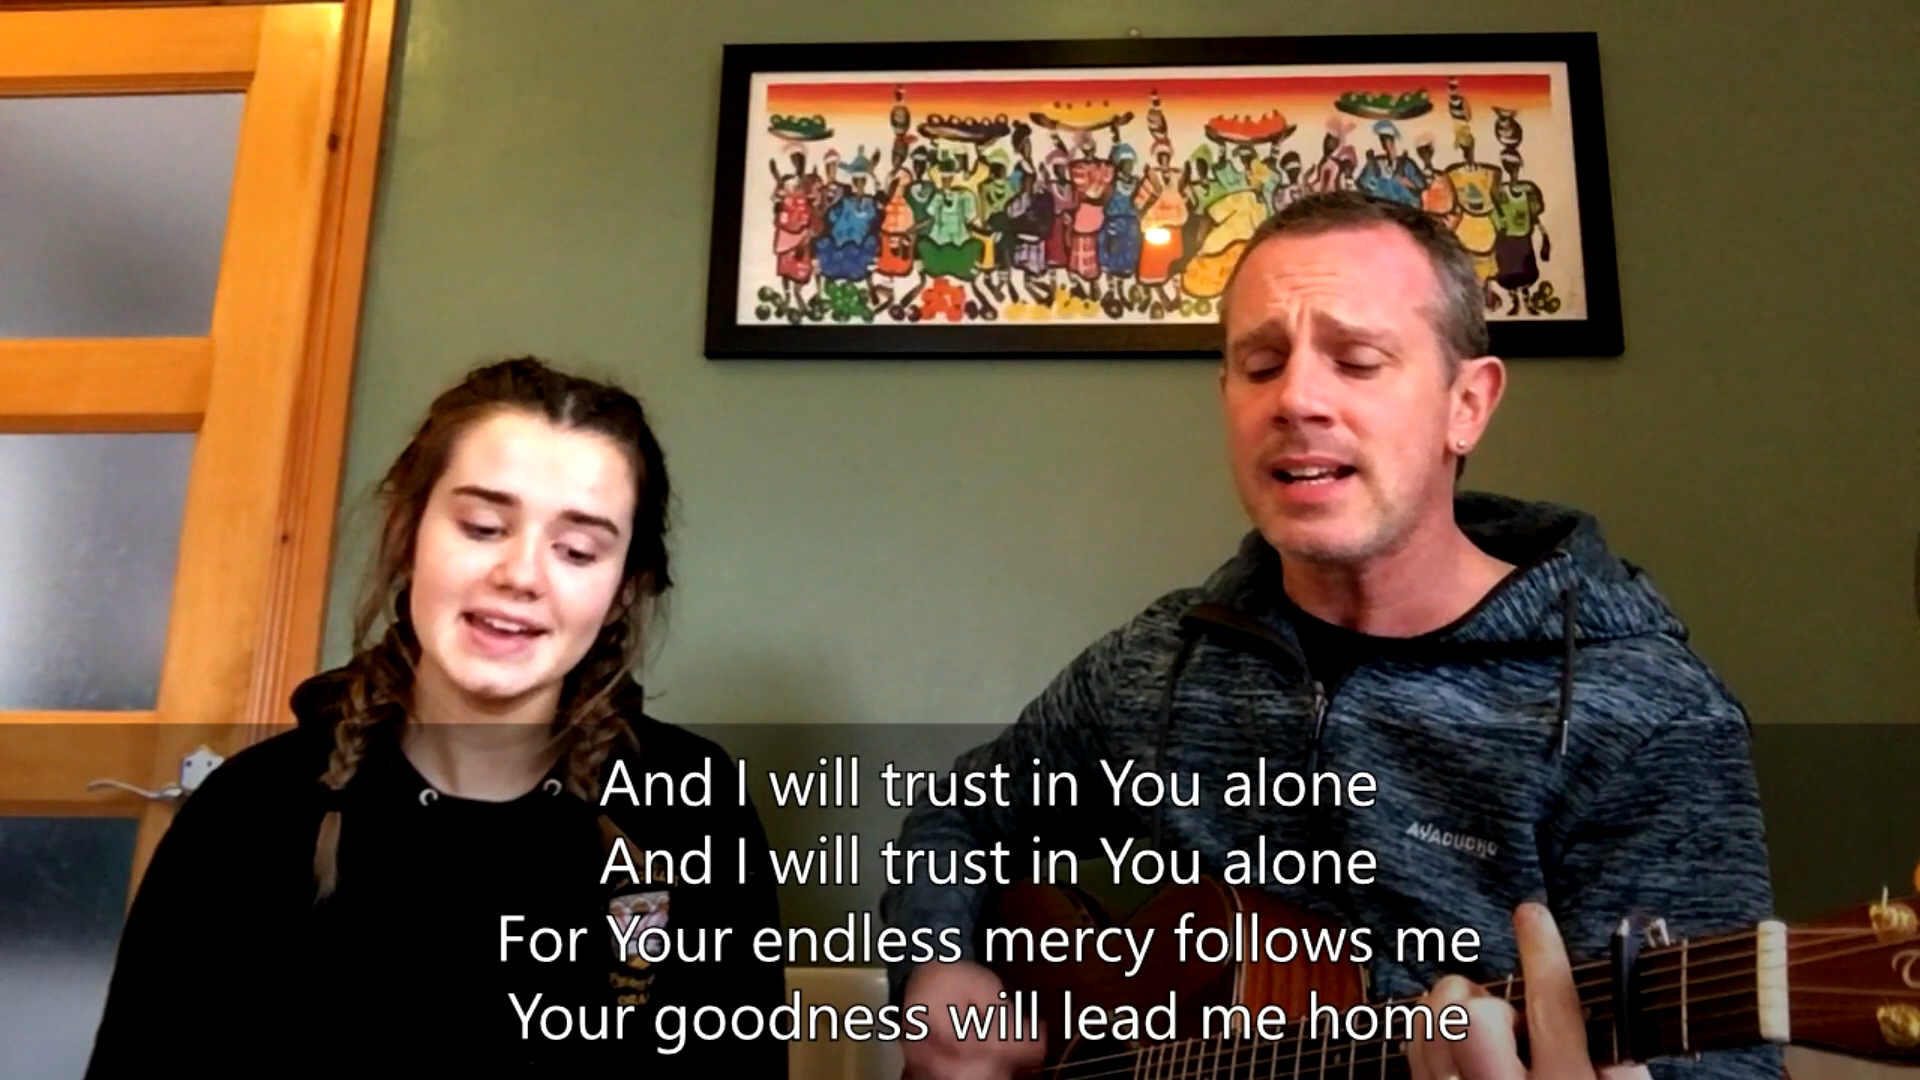 And I will trust in You alone
And I will trust in You alone
For Your endless mercy follows me
Your goodness will lead me home
AYACUCHO